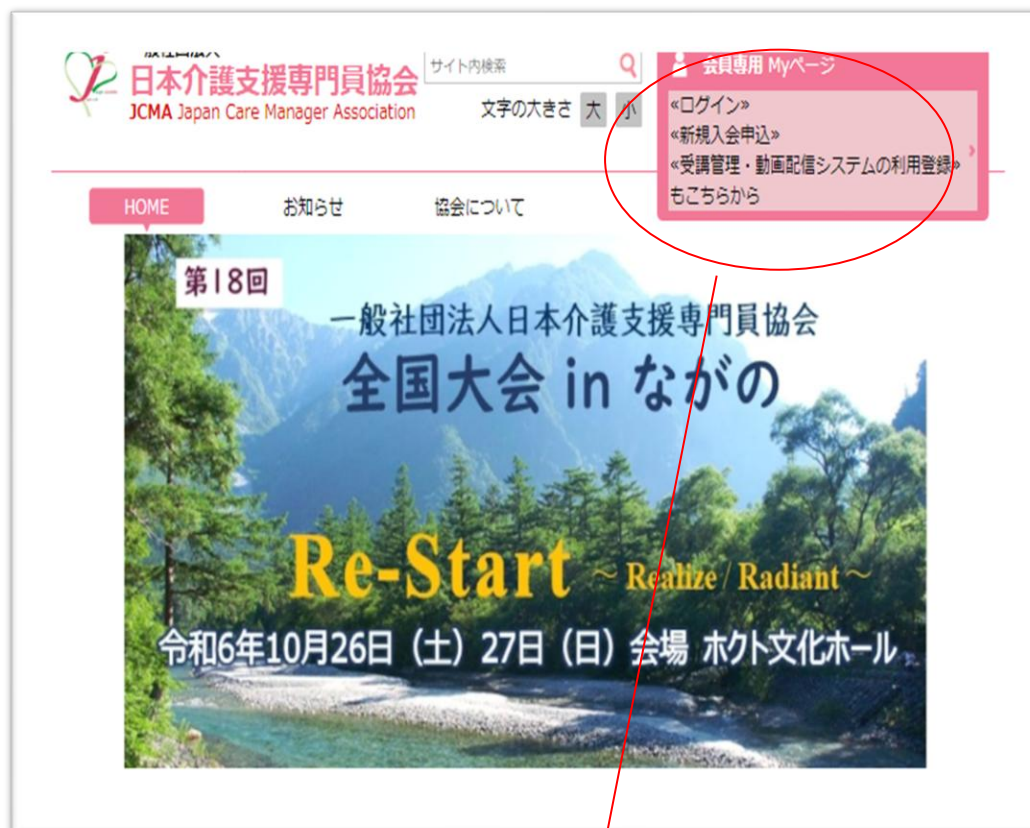 日本介護支援専門員協会
JCMA Japan Care Manager Association
サイト内検索
文字の大きさ 大 小
会員専用 Myページ
«ログイン»
«新規入会申込»
«受講管理・動画配信システムの利用登録»
もこちらから
HOME お知らせ 協会について
第18回
一般社団法人日本介護支援専門員協会
全国大会 in ながの
Re-Start ~ Realize / Radiant ~
令和6年10月26日（土）27日（日）会場 ホクト文化ホール